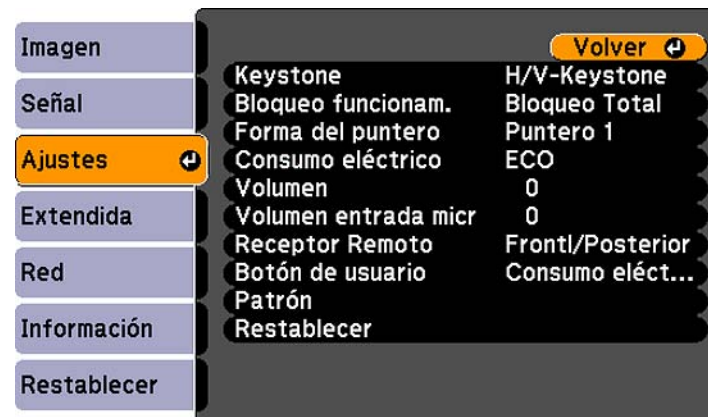 Imagen
Señal
Ajustes
Extendida
Red
Información
Restablecer
Volver
Keystone H/V-Keystone
Bloqueo funcionam. Bloqueo Total
Forma del puntero Puntero 1
Consumo eléctrico ECO
Volumen 0
Volumen entrada micr 0
Receptor Remoto Frontl/Posterior
Botón de usuario Consumo eléct...
Patrón
Restablecer